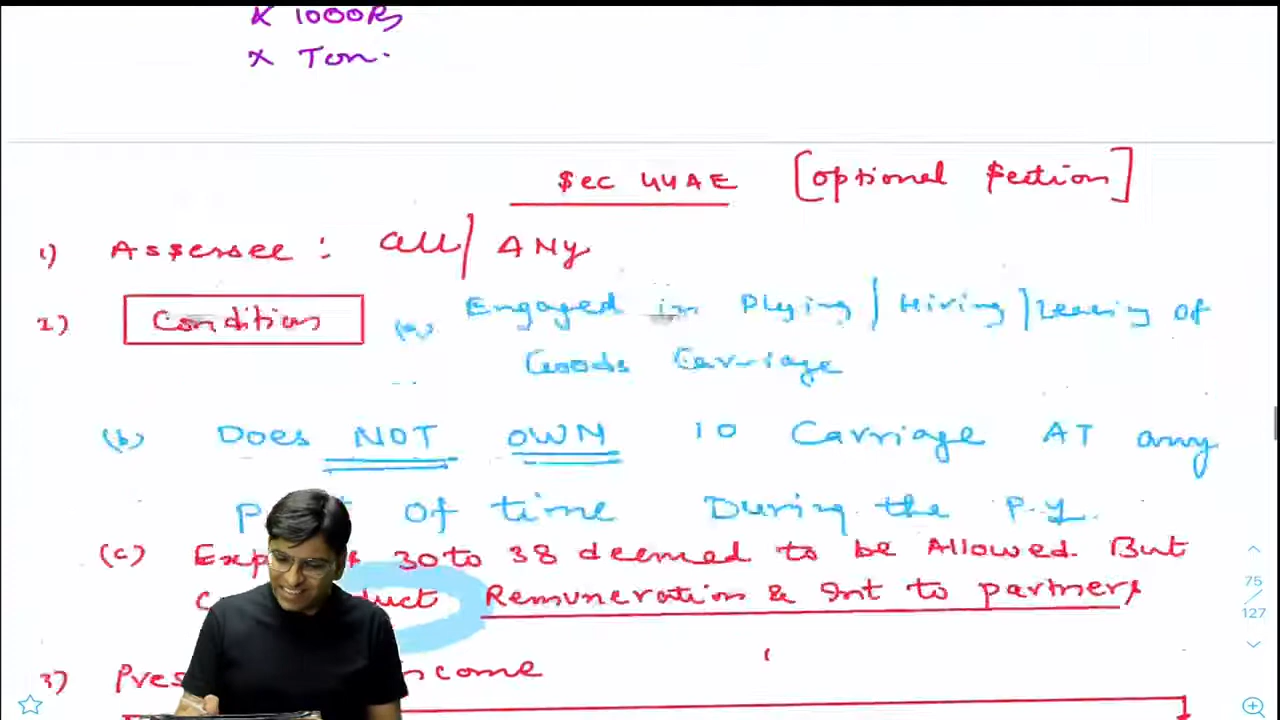 1000Rs
x Ton.
Sec 44AE [optional Section]
1) Assessee : all/ ANy
2) Condition (a) Engaged in Plying / Hiring / Leasing of
Goods Carriage
(b) Does NOT OWN 10 Carriage AT any
of time During the P.Y.
(c) 30 to 38 deemed to be Allowed. But
Remuneration & Int to partners
3)
75
127